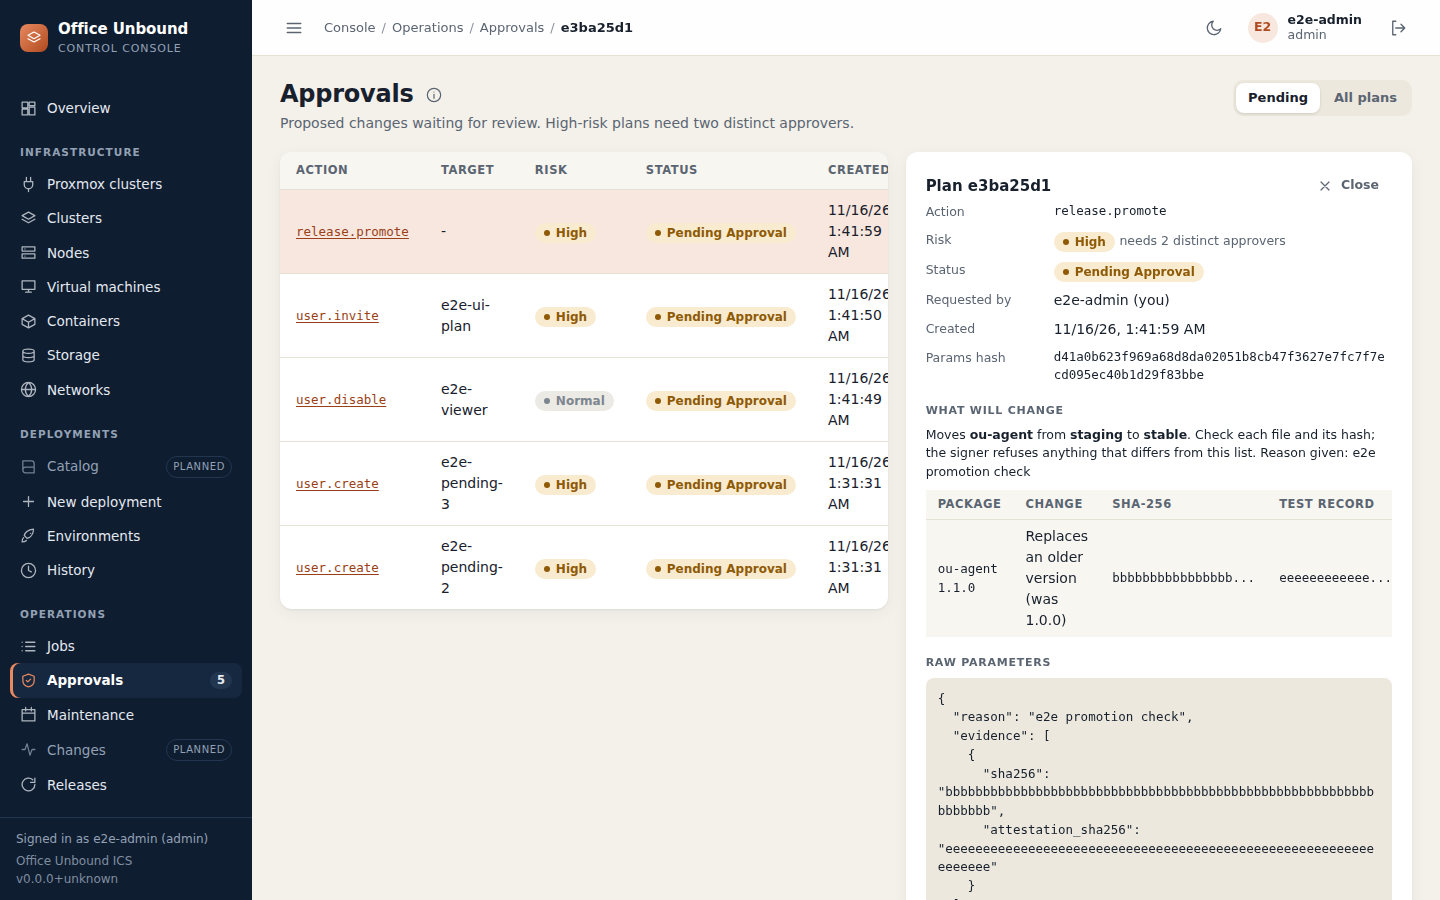 Office Unbound
CONTROL CONSOLE
Overview
INFRASTRUCTURE
Proxmox clusters
Clusters
Nodes
Virtual machines
Containers
Storage
Networks
DEPLOYMENTS
Catalog PLANNED
New deployment
Environments
History
OPERATIONS
Jobs
Approvals 5
Maintenance
Changes PLANNED
Releases
Signed in as e2e-admin (admin)
Office Unbound ICS
v0.0.0+unknown
Console / Operations / Approvals / e3ba25d1
E2 e2e-admin
admin
Approvals
Proposed changes waiting for review. High-risk plans need two distinct approvers.
Pending All plans
ACTION TARGET RISK STATUS CREATED
release.promote - High Pending Approval 11/16/26
1:41:59
AM
user.invite e2e-ui-
plan High Pending Approval 11/16/26
1:41:50
AM
user.disable e2e-
viewer Normal Pending Approval 11/16/26
1:41:49
AM
user.create e2e-
pending-
3 High Pending Approval 11/16/26
1:31:31
AM
user.create e2e-
pending-
2 High Pending Approval 11/16/26
1:31:31
AM
Plan e3ba25d1 Close
Action release.promote
Risk High needs 2 distinct approvers
Status Pending Approval
Requested by e2e-admin (you)
Created 11/16/26, 1:41:59 AM
Params hash d41a0b623f969a68d8da02051b8cb47f3627e7fc7f7e
cd095ec40b1d29f83bbe
WHAT WILL CHANGE
Moves ou-agent from staging to stable. Check each file and its hash;
the signer refuses anything that differs from this list. Reason given: e2e
promotion check
PACKAGE CHANGE SHA-256 TEST RECORD
ou-agent
1.1.0 Replaces
an older
version
(was
1.0.0) bbbbbbbbbbbbbbbb... eeeeeeeeeeee...
RAW PARAMETERS
{
"reason": "e2e promotion check",
"evidence": [
{
"sha256":
"bbbbbbbbbbbbbbbbbbbbbbbbbbbbbbbbbbbbbbbbbbbbbbbbbbbbbbbbb
bbbbbbb",
"attestation_sha256":
"eeeeeeeeeeeeeeeeeeeeeeeeeeeeeeeeeeeeeeeeeeeeeeeeeeeeeeeee
eeeeeee"
}